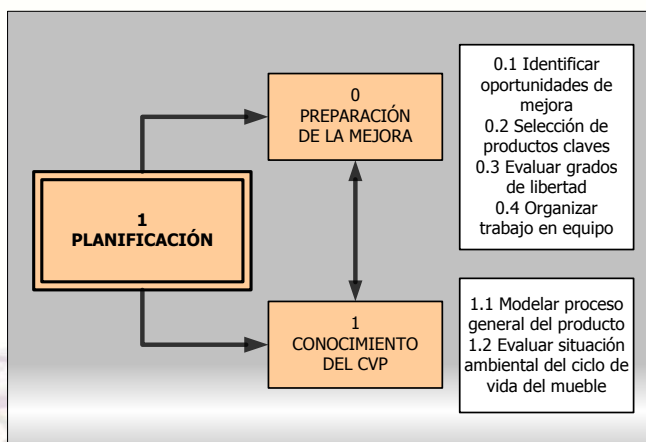 0
PREPARACIÓN
DE LA MEJORA
0.1 Identificar
oportunidades de
mejora
0.2 Selección de
productos claves
0.3 Evaluar grados
de libertad
0.4 Organizar
trabajo en equipo
1
PLANIFICACIÓN
1
CONOCIMIENTO
DEL CVP
1.1 Modelar proceso
general del producto
1.2 Evaluar situación
ambiental del ciclo de
vida del mueble